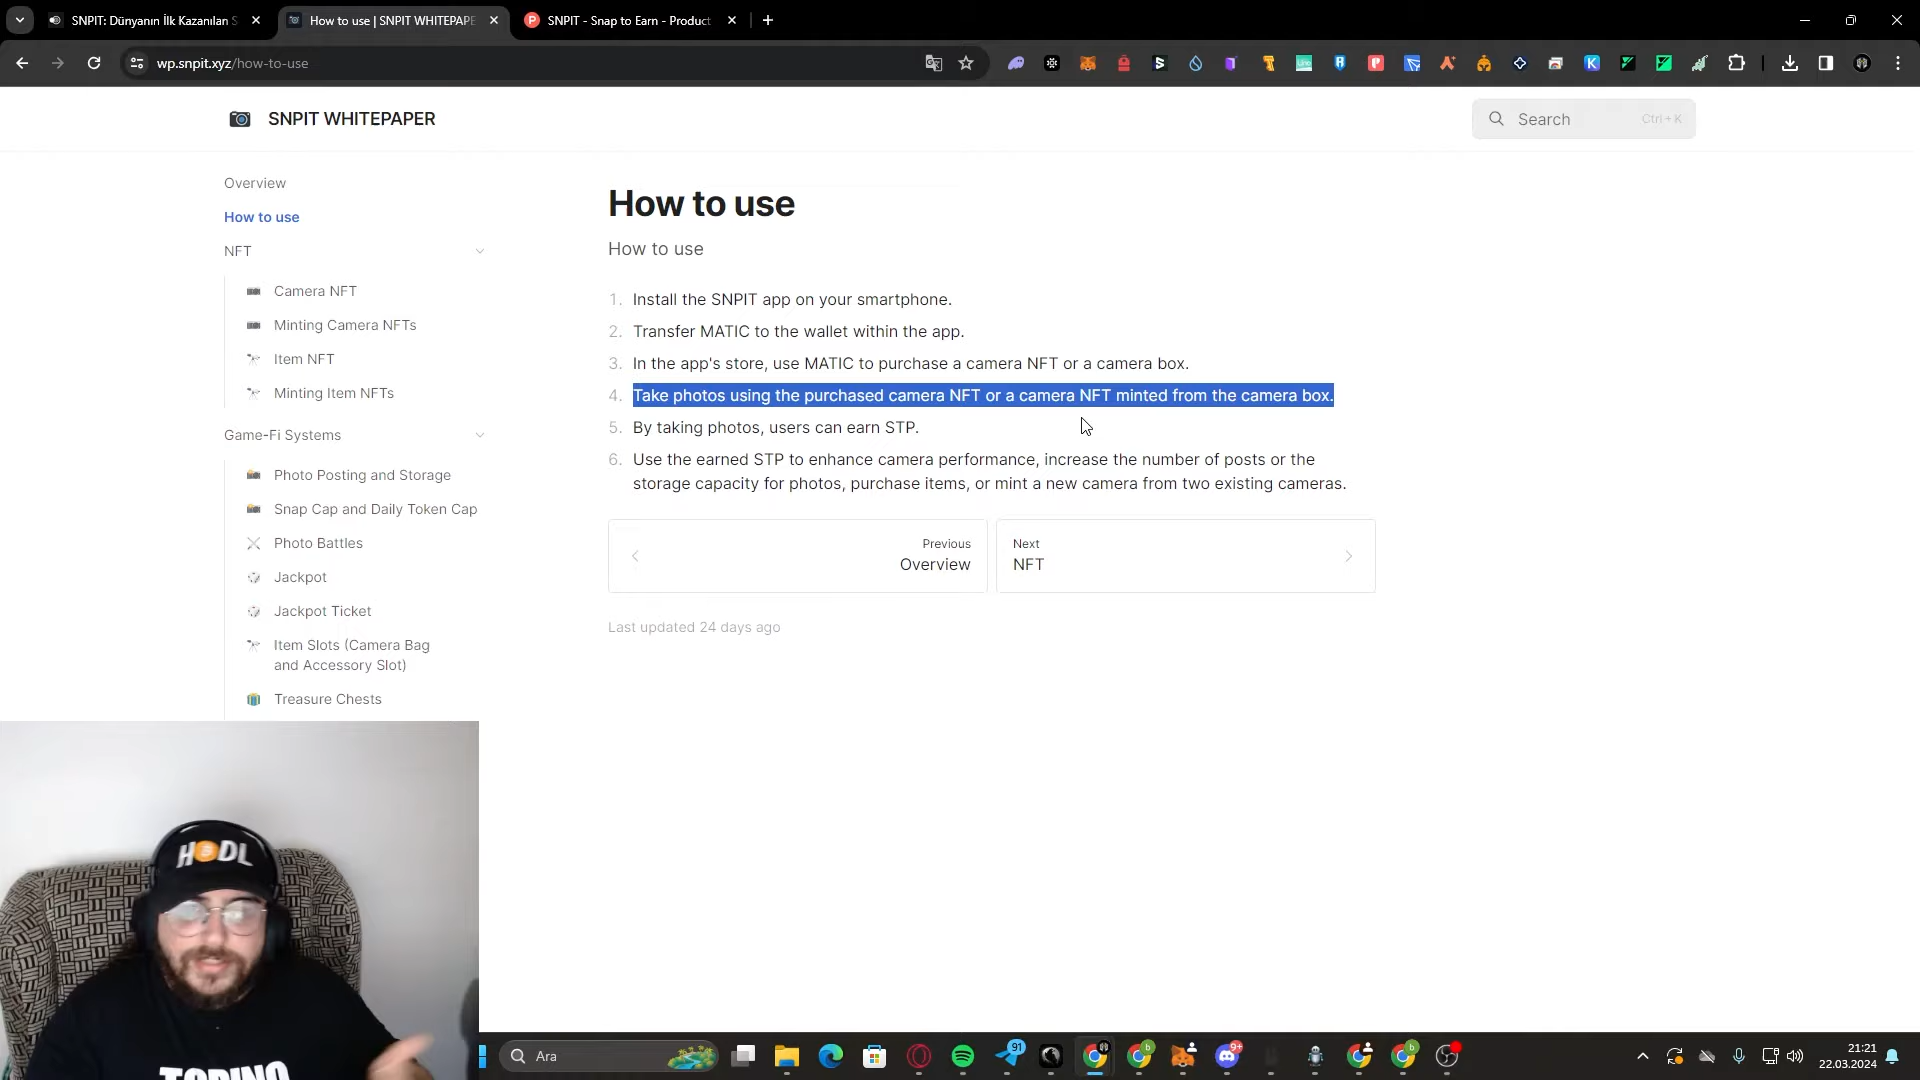 SNPIT: Dünyanın İlk Kazanılan S
How to use | SNPIT WHITEPAPE
SNPIT - Snap to Earn - Product
wp.snpit.xyz/how-to-use
SNPIT WHITEPAPER
Search
Ctrl + K
Overview
How to use
NFT
Camera NFT
Minting Camera NFTs
Item NFT
Minting Item NFTs
Game-Fi Systems
Photo Posting and Storage
Snap Cap and Daily Token Cap
Photo Battles
Jackpot
Jackpot Ticket
Item Slots (Camera Bag
and Accessory Slot)
Treasure Chests
How to use
How to use
1. Install the SNPIT app on your smartphone.
2. Transfer MATIC to the wallet within the app.
3. In the app's store, use MATIC to purchase a camera NFT or a camera box.
4. Take photos using the purchased camera NFT or a camera NFT minted from the camera box.
5. By taking photos, users can earn STP.
6. Use the earned STP to enhance camera performance, increase the number of posts or the
storage capacity for photos, purchase items, or mint a new camera from two existing cameras.
Previous
Overview
Next
NFT
Last updated 24 days ago
HODL
TORINO
Ara
91
9+
21:21
22.03.2024